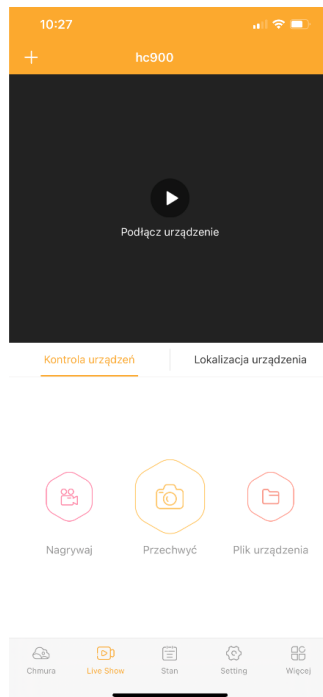 10:27
hc900
Podłącz urządzenie
Kontrola urządzeń
Lokalizacja urządzenia
Nagrywaj
Przechwyć
Plik urządzenia
Chmura
Live Show
Stan
Setting
Więcej